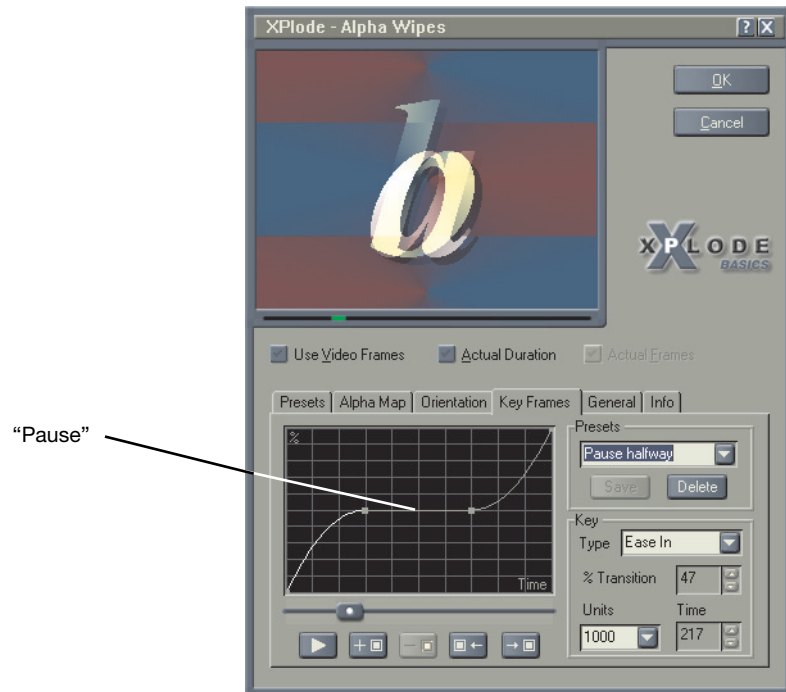 XPlode - Alpha Wipes
? X
OK
Cancel
b
a
XPLODE
BASICS
Use Video Frames
Actual Duration
Actual Frames
Presets
Alpha Map
Orientation
Key Frames
General
Info
“Pause”
%
Time
Presets
Pause halfway
Save
Delete
Key
Type
Ease In
% Transition
47
Units
Time
1000
217